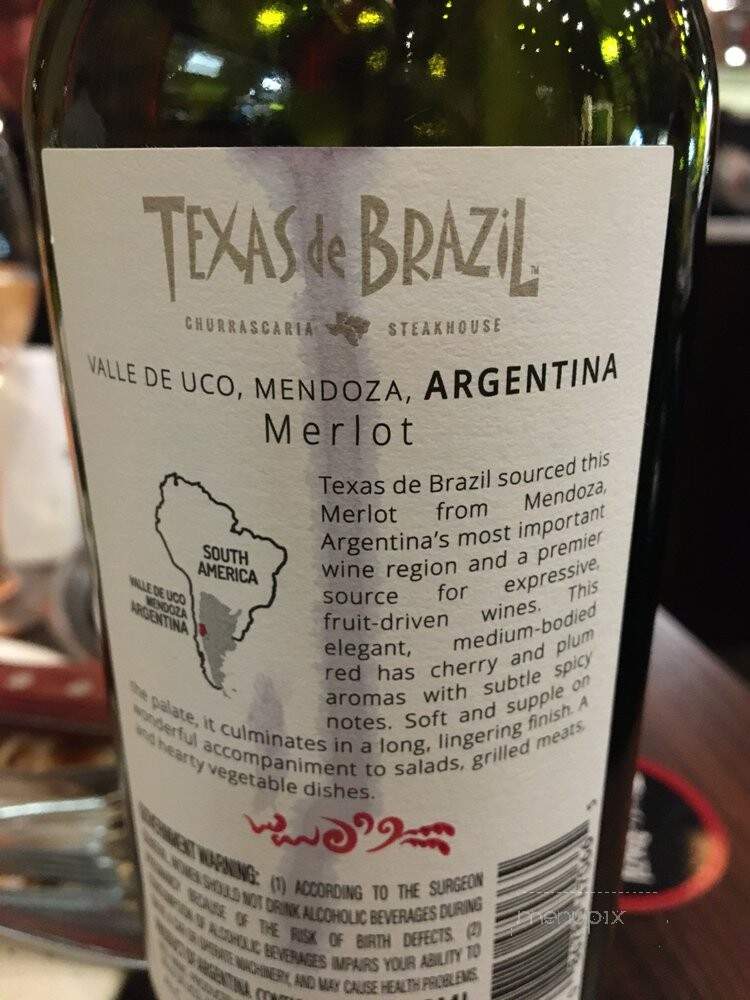 TEXAS de BRAZIL™
CHURRASCARIA STEAKHOUSE
VALLE DE UCO, MENDOZA, ARGENTINA
Merlot
SOUTH
AMERICA
VALLE DE UCO
MENDOZA
ARGENTINA
Texas de Brazil sourced this
Merlot from Mendoza,
Argentina's most important
wine region and a premier
source for expressive,
fruit-driven wines. This
elegant, medium-bodied
red has cherry and plum
aromas with subtle spicy
notes. Soft and supple on
the palate, it culminates in a long, lingering finish. A
wonderful accompaniment to salads, grilled meats,
and hearty vegetable dishes.
GOVERNMENT WARNING: (1) ACCORDING TO THE SURGEON
GENERAL, WOMEN SHOULD NOT DRINK ALCOHOLIC BEVERAGES DURING
PREGNANCY BECAUSE OF THE RISK OF BIRTH DEFECTS. (2)
CONSUMPTION OF ALCOHOLIC BEVERAGES IMPAIRS YOUR ABILITY TO
OR OPERATE MACHINERY, AND MAY CAUSE HEALTH PROBLEMS.
OF ARGENTINA.
menupix